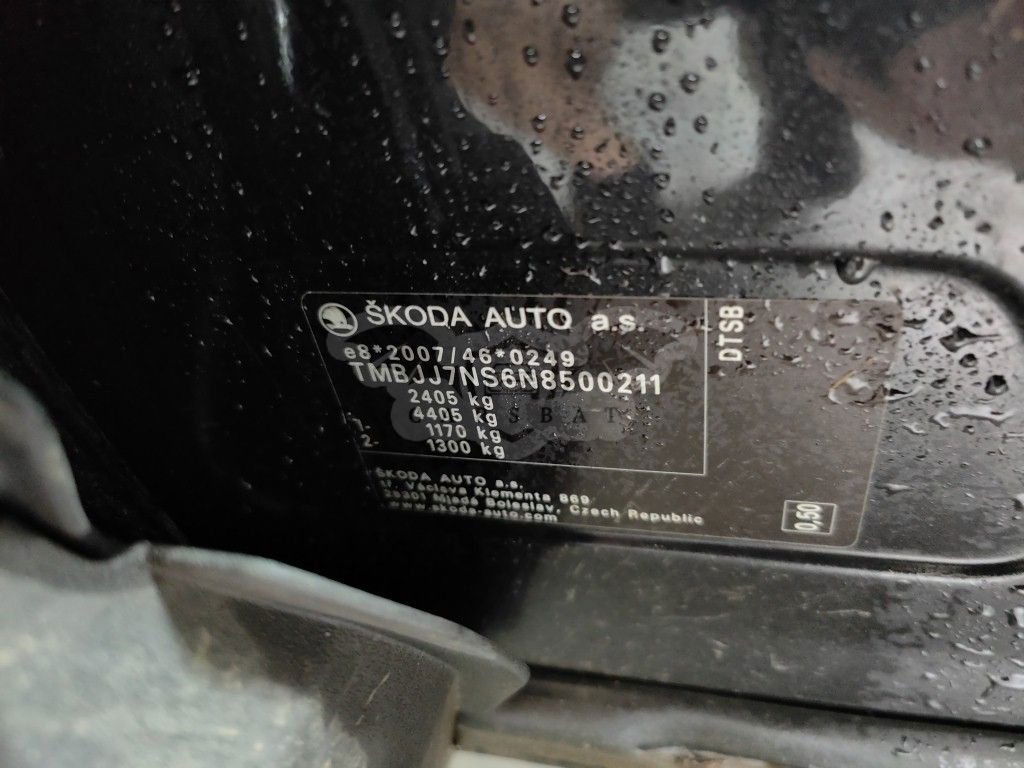 ŠKODA AUTO a.s.
e8*2007/46*0249
TMBJJ7NS6N8500211
2405 kg
4405 kg
1. 1170 kg
2. 1300 kg
DTSB
ŠKODA AUTO a.s.
tř. Václava Klementa 869
29301 Mladá Boleslav, Czech Republic
www.skoda-auto.com
0,50